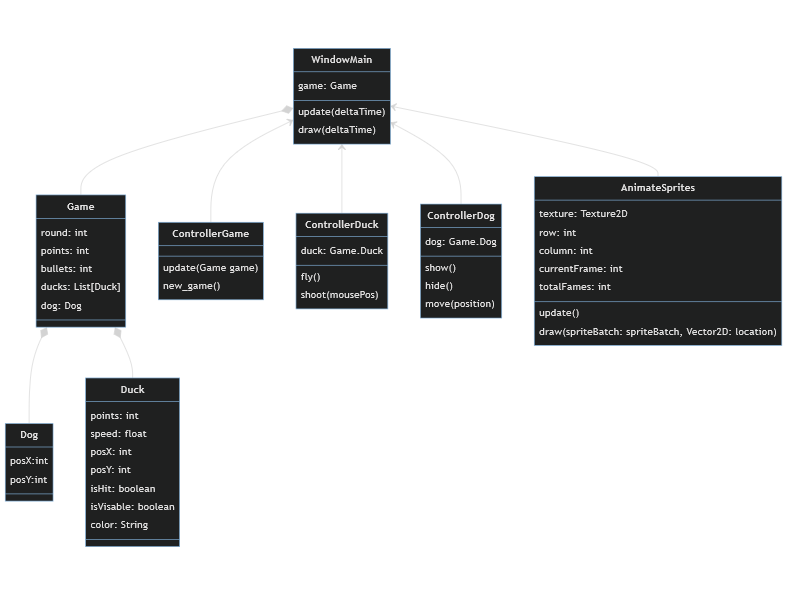 WindowMain
game: Game
update(deltaTime)
draw(deltaTime)
Game
round: int
points: int
bullets: int
ducks: List[Duck]
dog: Dog
ControllerGame
update(Game game)
new_game()
ControllerDuck
duck: Game.Duck
fly()
shoot(mousePos)
ControllerDog
dog: Game.Dog
show()
hide()
move(position)
AnimateSprites
texture: Texture2D
row: int
column: int
currentFrame: int
totalFames: int
update()
draw(spriteBatch: spriteBatch, Vector2D: location)
Dog
posX:int
posY:int
Duck
points: int
speed: float
posX: int
posY: int
isHit: boolean
isVisable: boolean
color: String